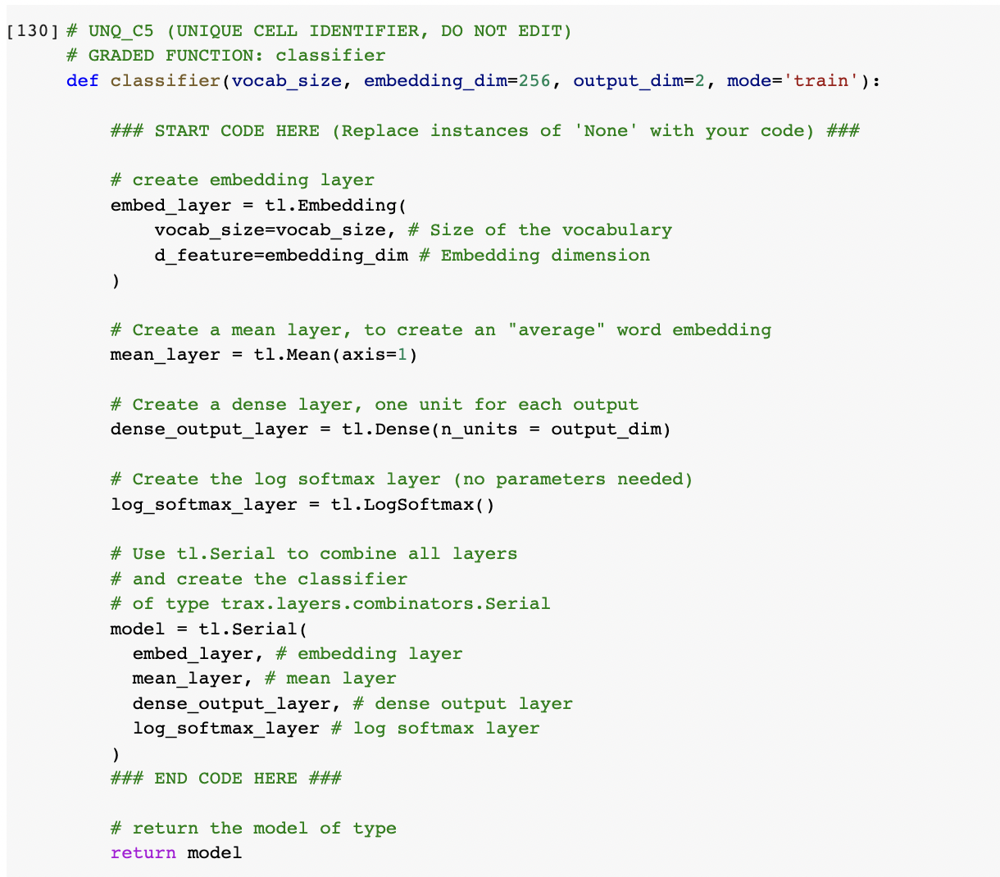 [130] # UNQ_C5 (UNIQUE CELL IDENTIFIER, DO NOT EDIT)
# GRADED FUNCTION: classifier
def classifier(vocab_size, embedding_dim=256, output_dim=2, mode='train'):

    ### START CODE HERE (Replace instances of 'None' with your code) ###

    # create embedding layer
    embed_layer = tl.Embedding(
        vocab_size=vocab_size, # Size of the vocabulary
        d_feature=embedding_dim # Embedding dimension
    )

    # Create a mean layer, to create an "average" word embedding
    mean_layer = tl.Mean(axis=1)

    # Create a dense layer, one unit for each output
    dense_output_layer = tl.Dense(n_units = output_dim)

    # Create the log softmax layer (no parameters needed)
    log_softmax_layer = tl.LogSoftmax()

    # Use tl.Serial to combine all layers
    # and create the classifier
    # of type trax.layers.combinators.Serial
    model = tl.Serial(
      embed_layer, # embedding layer
      mean_layer, # mean layer
      dense_output_layer, # dense output layer
      log_softmax_layer # log softmax layer
    )
    ### END CODE HERE ###

    # return the model of type
    return model